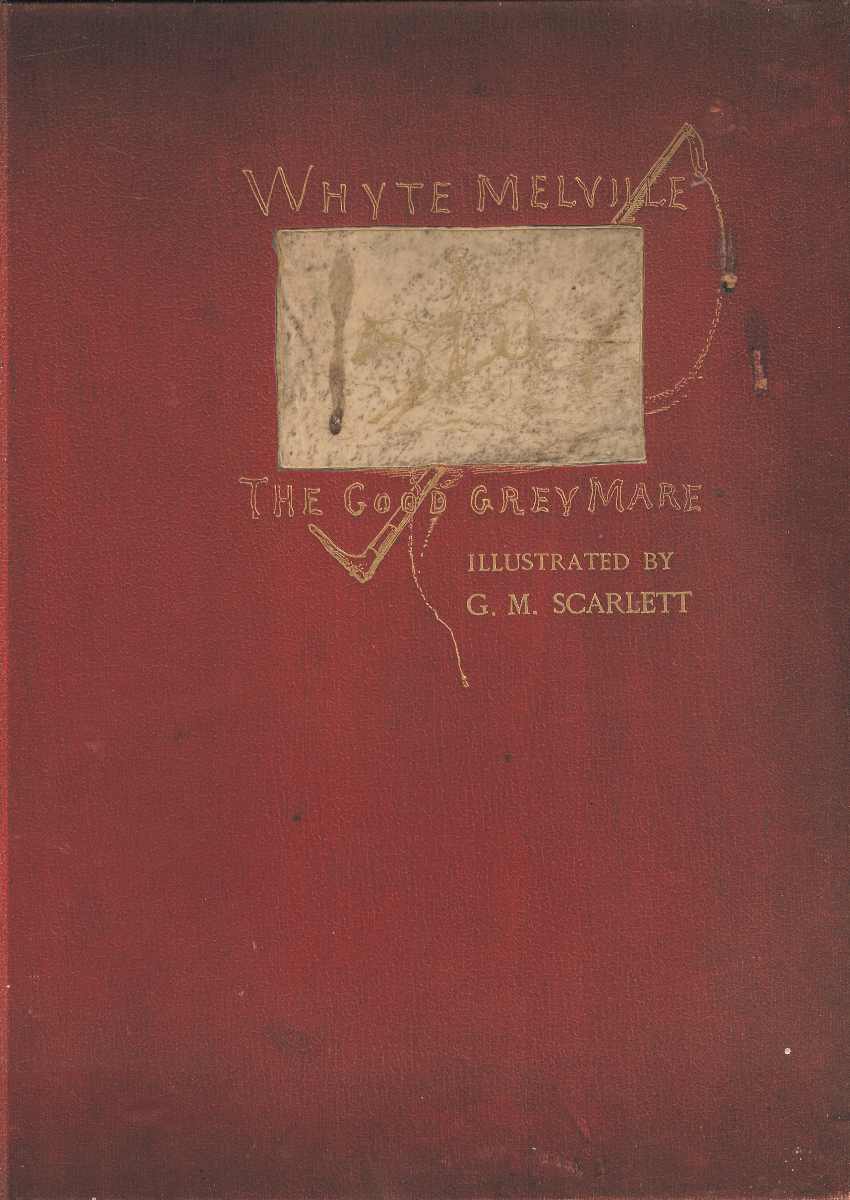 WHYTE MELVILLE
THE GOOD GREY MARE
ILLUSTRATED BY
G. M. SCARLETT